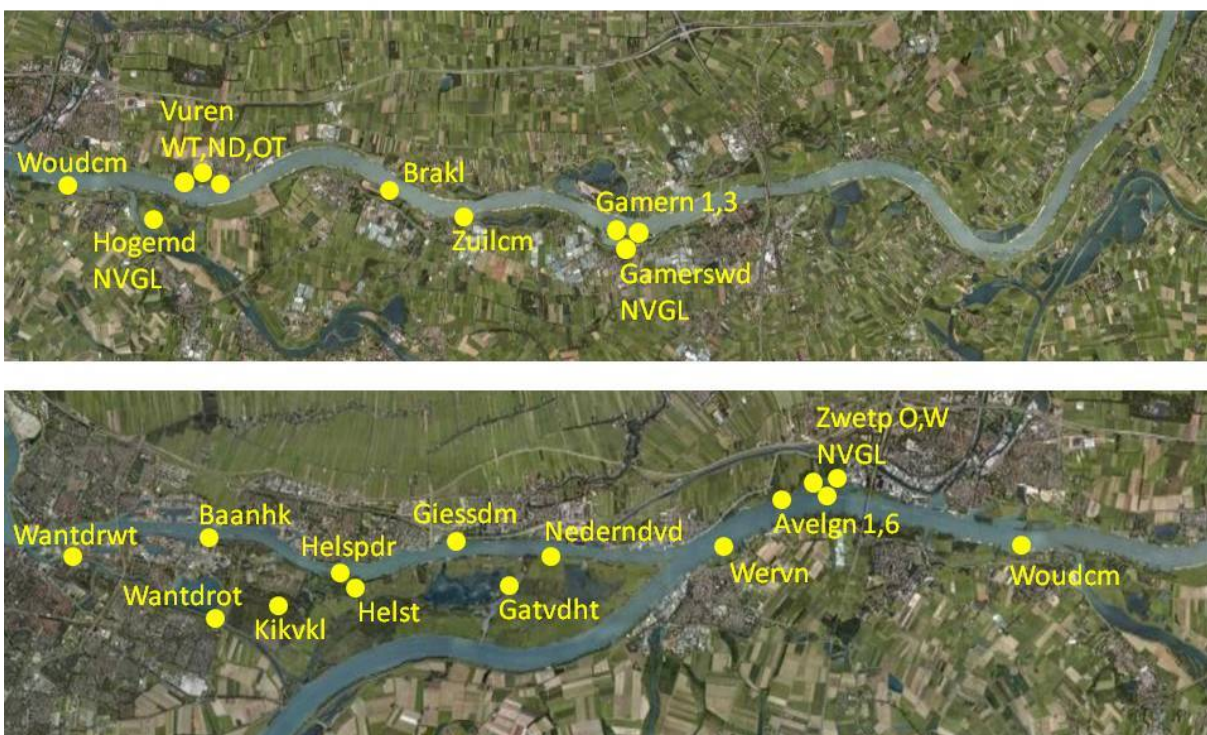 Vuren
WT,ND,OT
Woudcm
Brakl
Gamern 1,3
Hogemd
NVGL
Zuilcm
Gamerswd
NVGL
Zwetp O,W
NVGL
Baanhk
Giessdm
Nederndvd
Avelgn 1,6
Wantdrwt
Helspdr
Wervn
Woudcm
Wantdrot
Kikvkl
Helst
Gatvdht